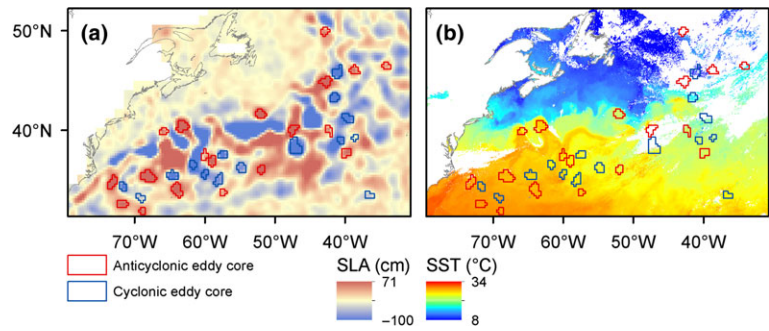 (a) (b)
50°N
40°N
70°W 60°W 50°W 40°W 70°W 60°W 50°W 40°W
Anticyclonic eddy core
Cyclonic eddy core
SLA (cm) SST (°C)
71 34
−100 8